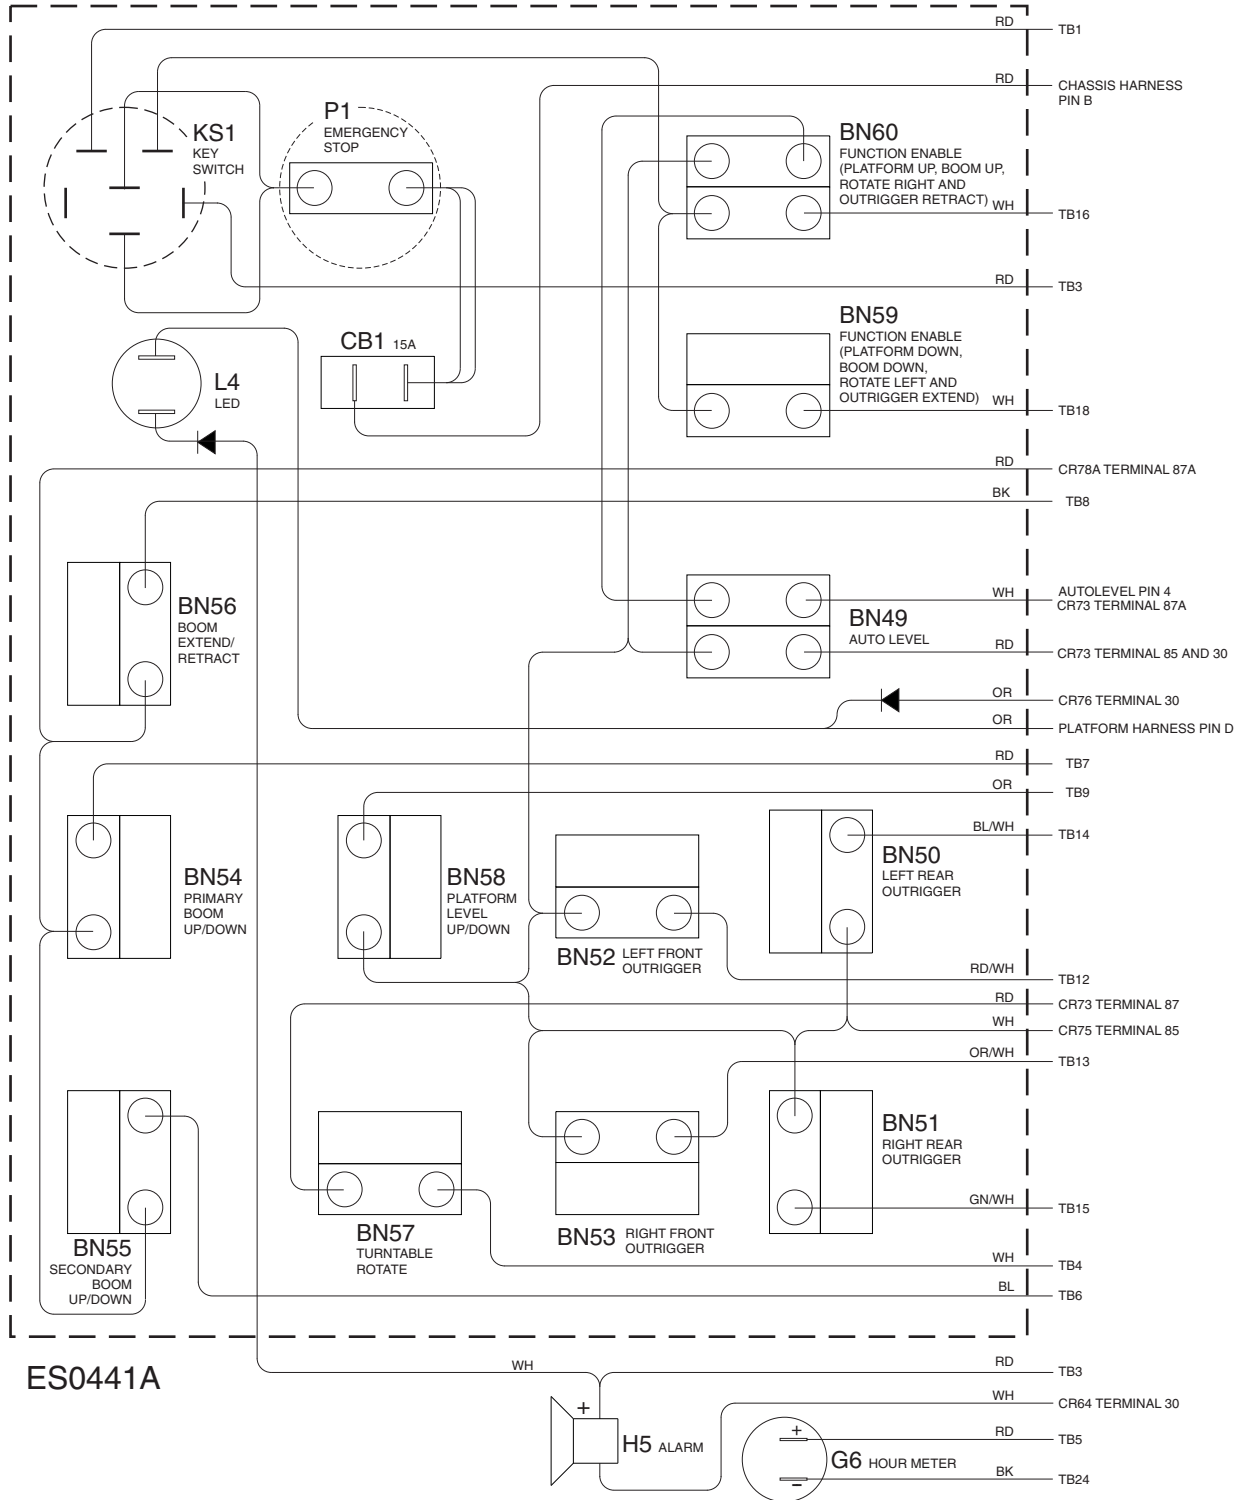 RD TB1
RD CHASSIS HARNESS
PIN B
P1
EMERGENCY
STOP
KS1
KEY
SWITCH
BN60
FUNCTION ENABLE
(PLATFORM UP, BOOM UP,
ROTATE RIGHT AND
OUTRIGGER RETRACT)
WH TB16
RD TB3
BN59
FUNCTION ENABLE
(PLATFORM DOWN,
BOOM DOWN,
ROTATE LEFT AND
OUTRIGGER EXTEND)
WH TB18
CB1 15A
L4
LED
RD CR78A TERMINAL 87A
BK TB8
BN56
BOOM
EXTEND/
RETRACT
WH AUTOLEVEL PIN 4
CR73 TERMINAL 87A
BN49
AUTO LEVEL
RD CR73 TERMINAL 85 AND 30
OR CR76 TERMINAL 30
OR PLATFORM HARNESS PIN D
RD TB7
OR TB9
BL/WH TB14
BN54
PRIMARY
BOOM
UP/DOWN
BN58
PLATFORM
LEVEL
UP/DOWN
BN50
LEFT REAR
OUTRIGGER
BN52 LEFT FRONT
OUTRIGGER
RD/WH TB12
RD CR73 TERMINAL 87
WH CR75 TERMINAL 85
OR/WH TB13
BN51
RIGHT REAR
OUTRIGGER
GN/WH TB15
BN55
SECONDARY
BOOM
UP/DOWN
BN57
TURNTABLE
ROTATE
BN53 RIGHT FRONT
OUTRIGGER
WH TB4
BL TB6
ES0441A
WH
RD TB3
WH CR64 TERMINAL 30
+
H5 ALARM
RD TB5
+
G6 HOUR METER
–
BK TB24